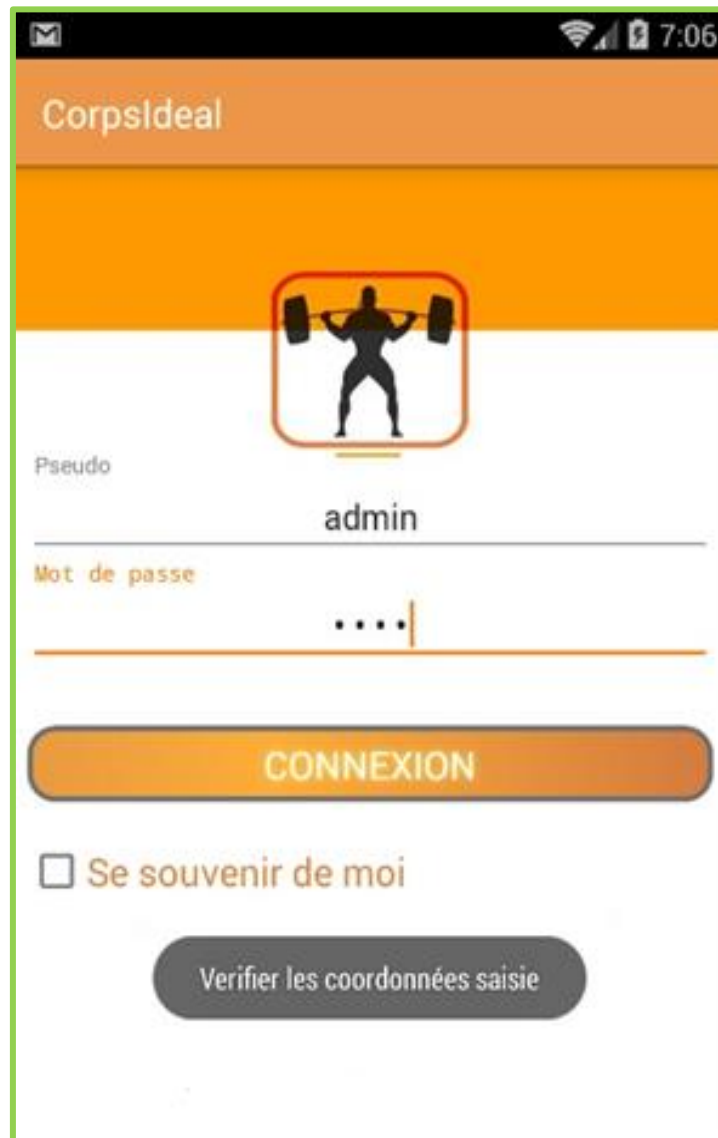 7:06
CorpsIdeal
Pseudo
admin
Mot de passe
••••
CONNEXION
Se souvenir de moi
Verifier les coordonnées saisie